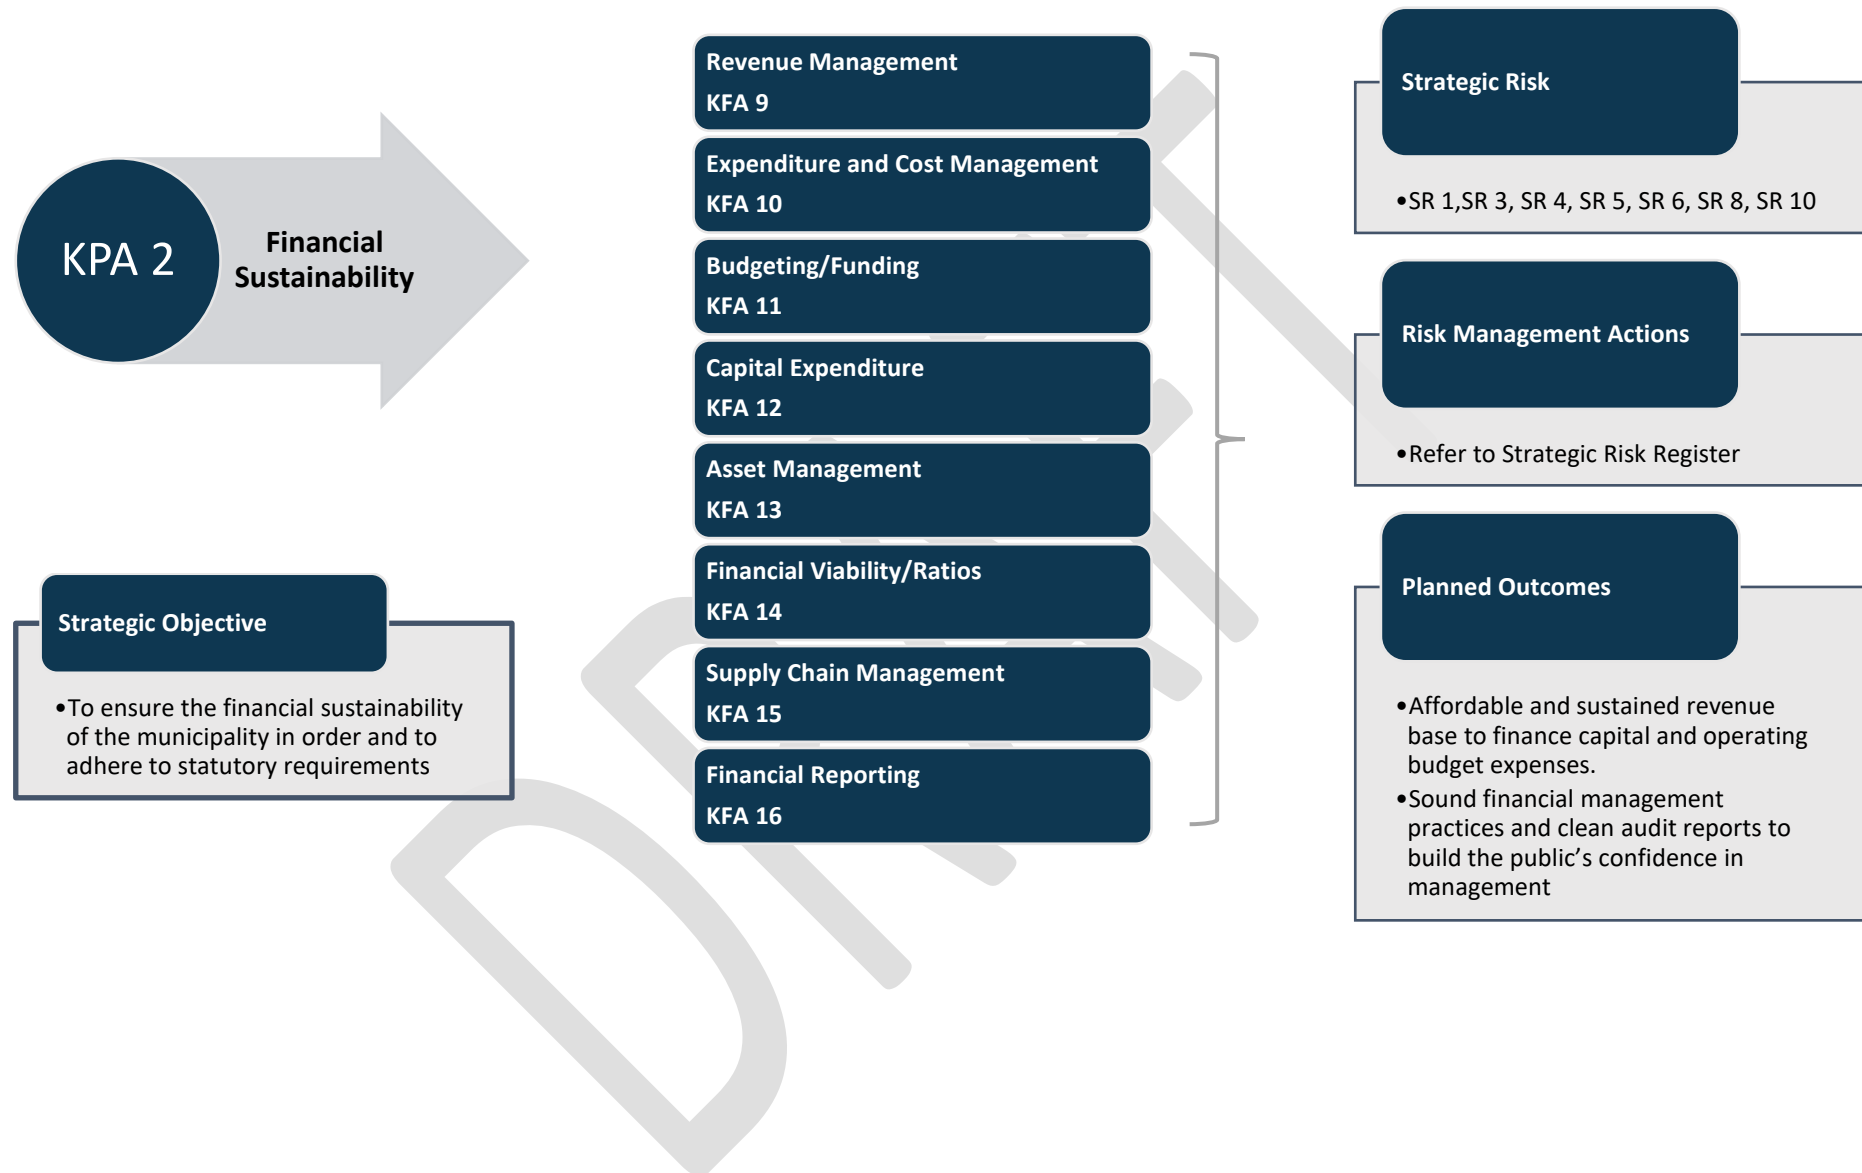 KPA 2
Financial
Sustainability
Strategic Objective
•To ensure the financial sustainability
of the municipality in order and to
adhere to statutory requirements
Revenue Management
KFA 9
Expenditure and Cost Management
KFA 10
Budgeting/Funding
KFA 11
Capital Expenditure
KFA 12
Asset Management
KFA 13
Financial Viability/Ratios
KFA 14
Supply Chain Management
KFA 15
Financial Reporting
KFA 16
Strategic Risk
•SR 1,SR 3, SR 4, SR 5, SR 6, SR 8, SR 10
Risk Management Actions
•Refer to Strategic Risk Register
Planned Outcomes
•Affordable and sustained revenue
base to finance capital and operating
budget expenses.
•Sound financial management
practices and clean audit reports to
build the public’s confidence in
management
DRAFT